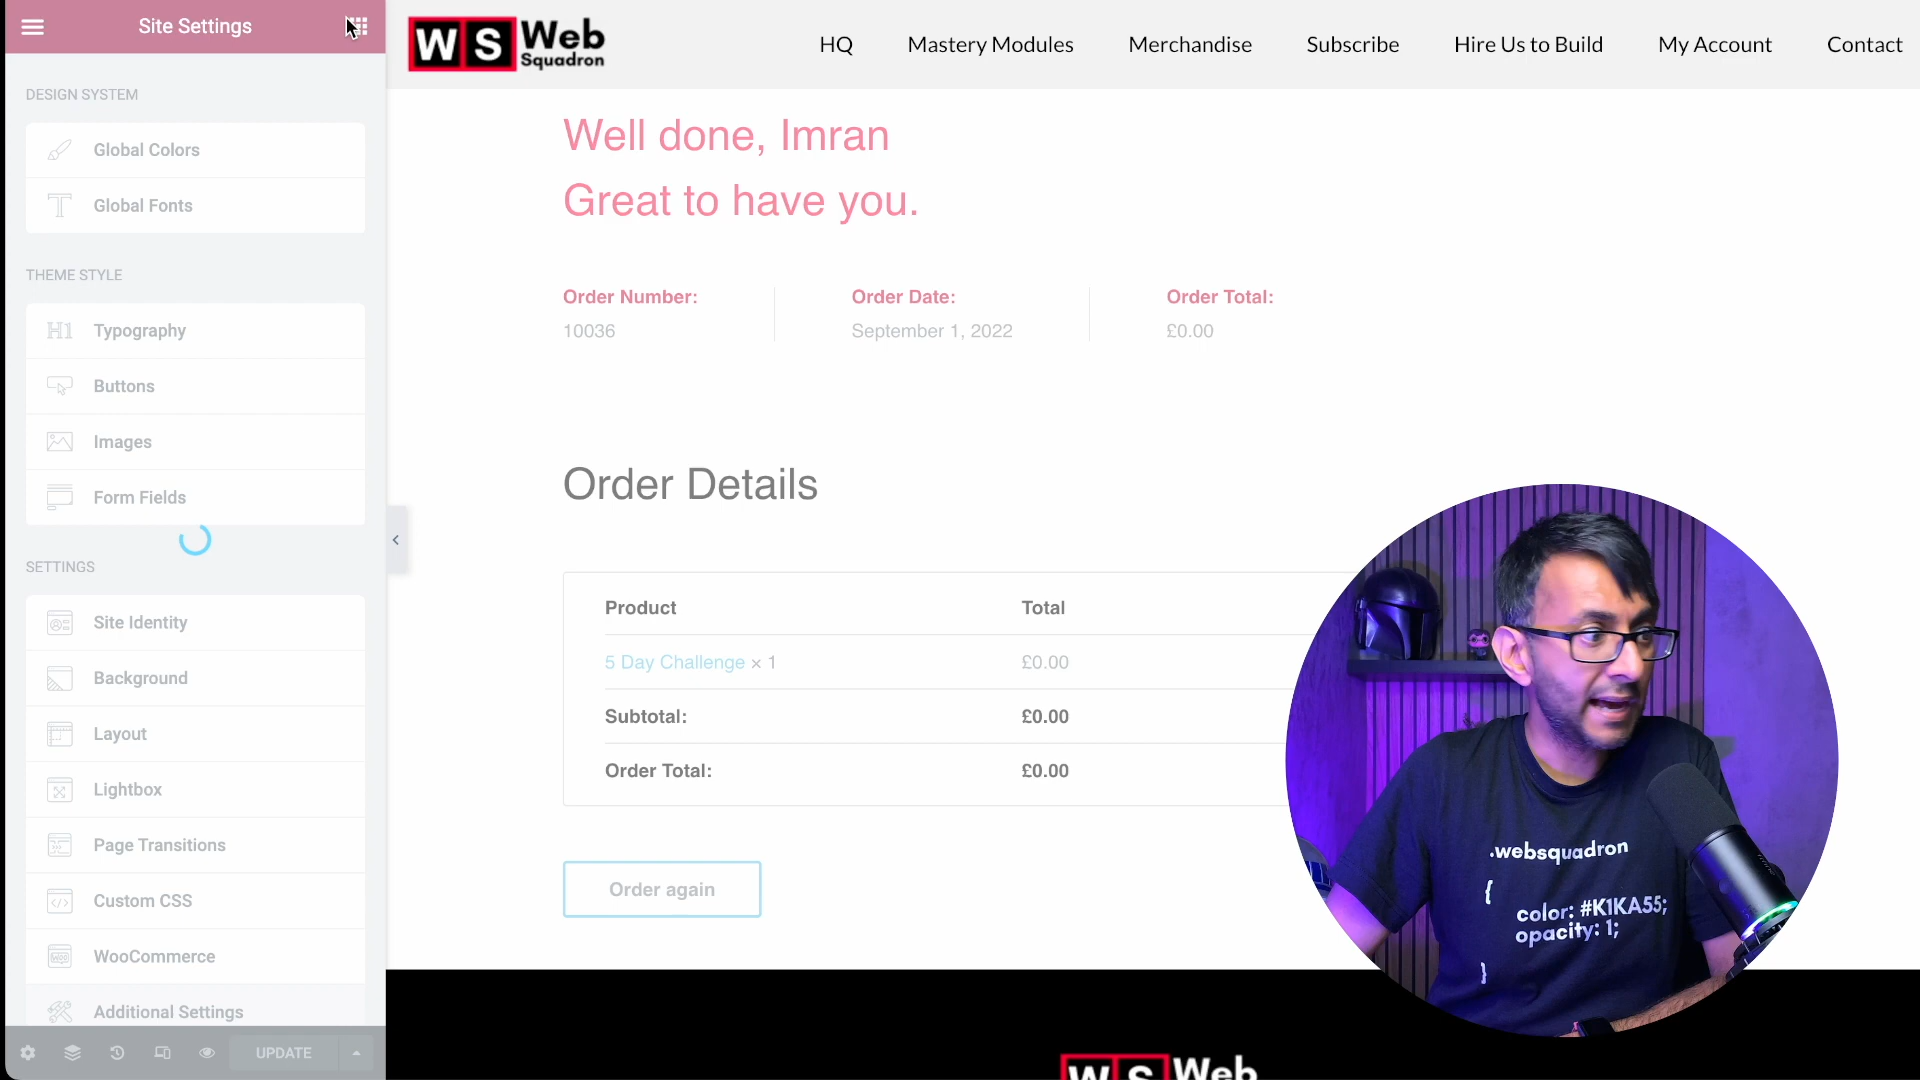 Site Settings
DESIGN SYSTEM
Global Colors
Global Fonts
THEME STYLE
Typography
Buttons
Images
Form Fields
SETTINGS
Site Identity
Background
Layout
Lightbox
Page Transitions
Custom CSS
WooCommerce
Additional Settings
UPDATE
WS Web
Squadron
HQ Mastery Modules Merchandise Subscribe Hire Us to Build My Account Contact
Well done, Imran
Great to have you.
Order Number: Order Date: Order Total:
10036 September 1, 2022 £0.00
Order Details
Product Total
5 Day Challenge × 1 £0.00
Subtotal: £0.00
Order Total: £0.00
Order again
.websquadron
{
color: #K1KA55;
opacity: 1;
}
WS Web